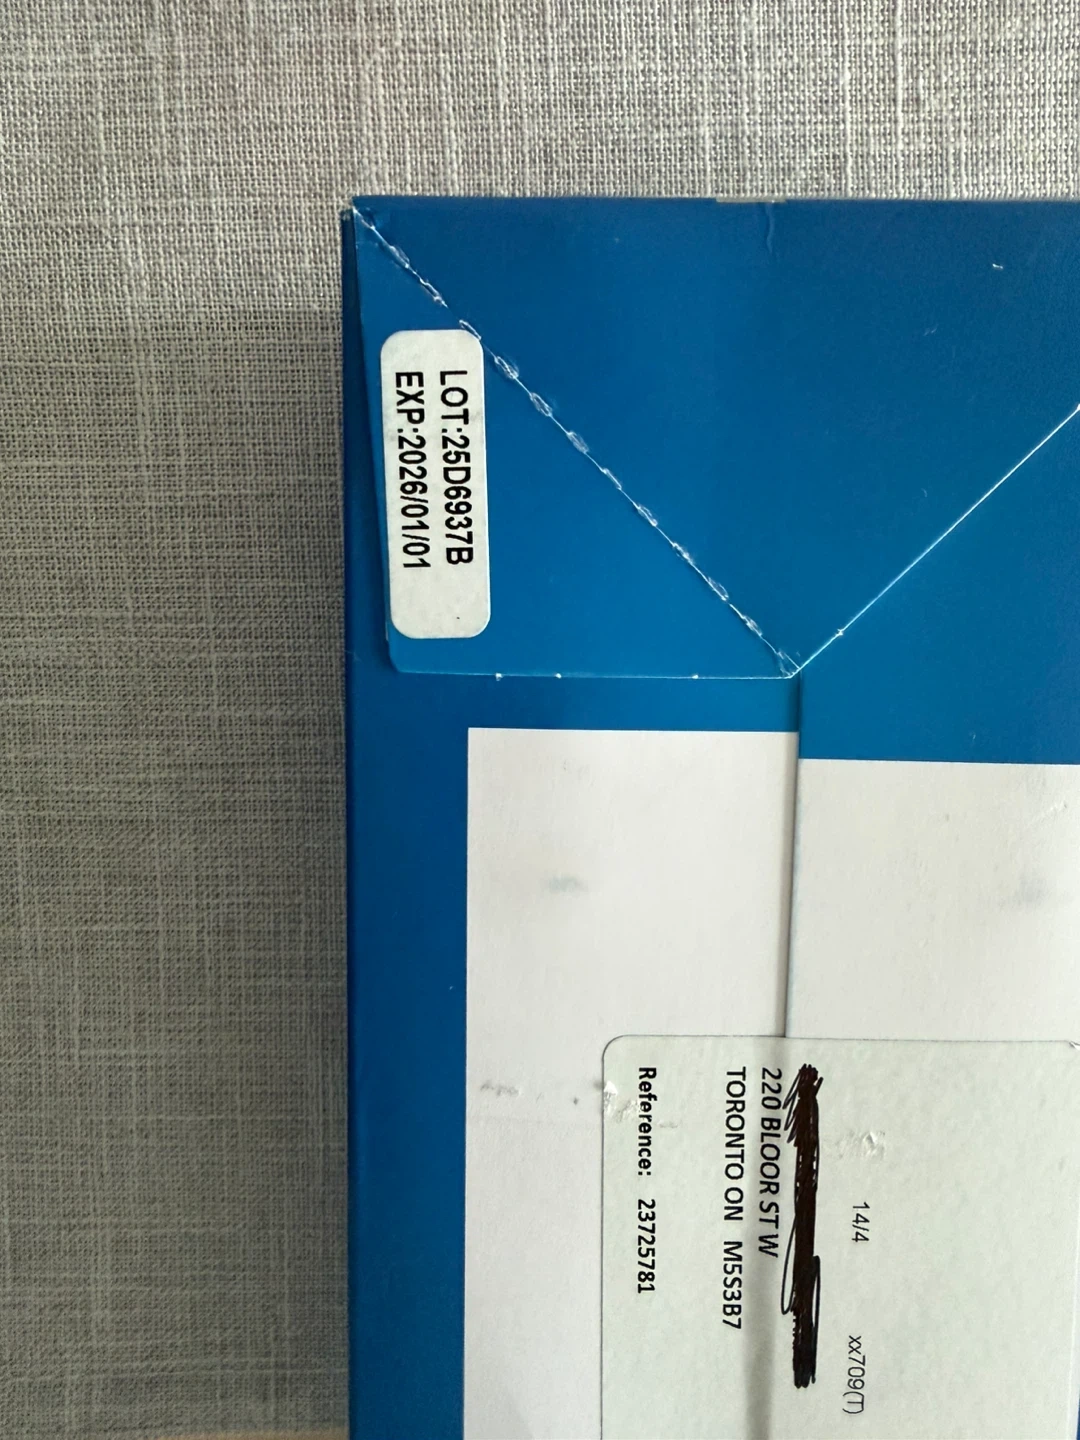 LOT:25D6937B
EXP:2026/01/01
14/4 xx709(T)
220 BLOOR ST W
TORONTO ON M5S3B7
Reference: 23725781